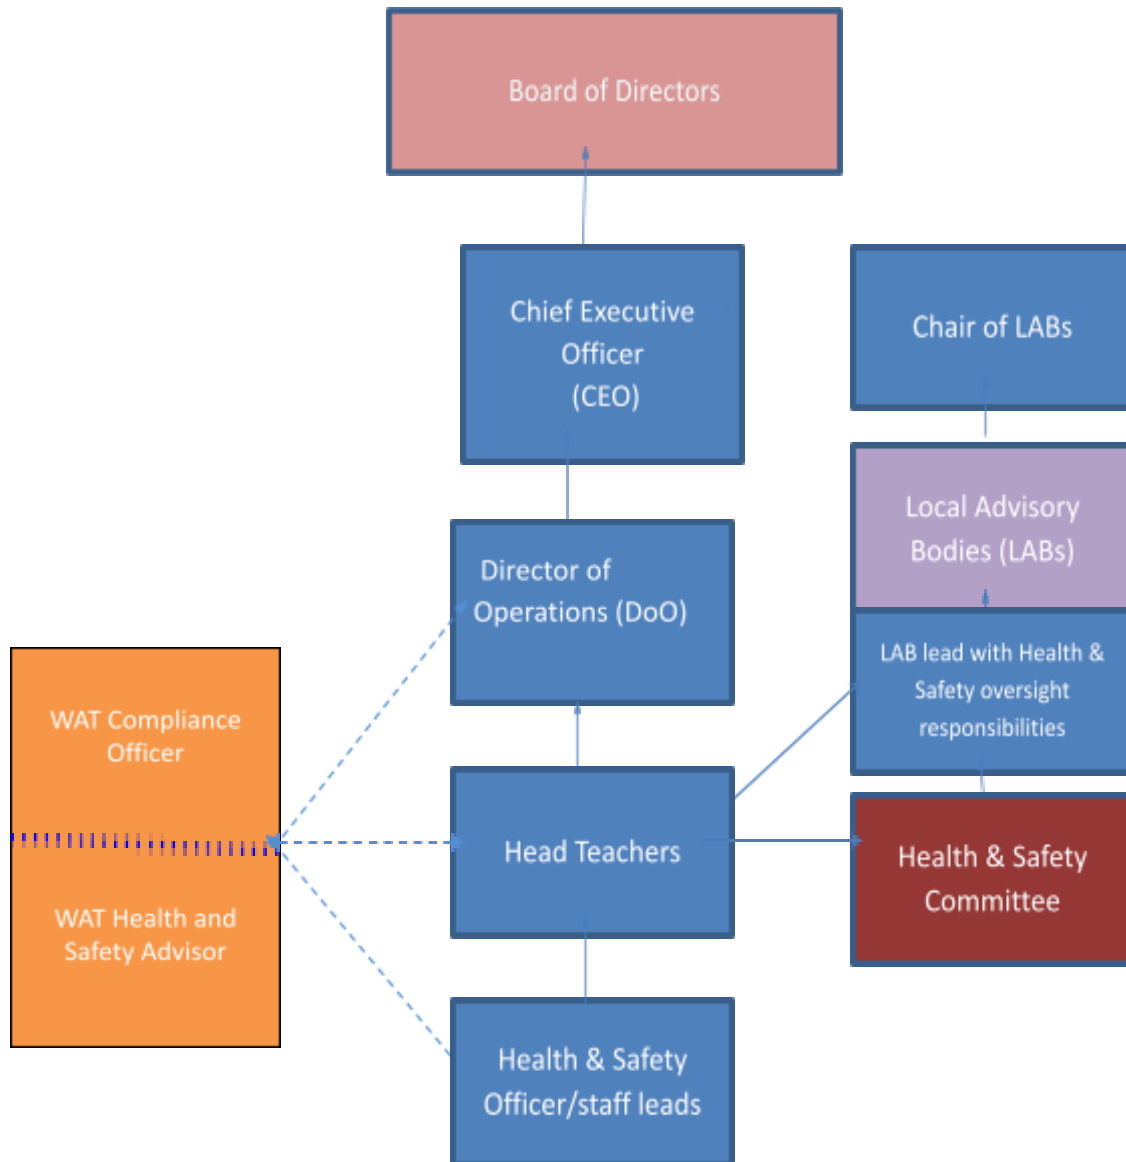 Board of Directors
Chief Executive
Officer
(CEO)
Chair of LABs
Local Advisory
Bodies (LABs)
Director of
Operations (DoO)
LAB lead with Health &
Safety oversight
responsibilities
WAT Compliance
Officer
Head Teachers
Health & Safety
Committee
WAT Health and
Safety Advisor
Health & Safety
Officer/staff leads